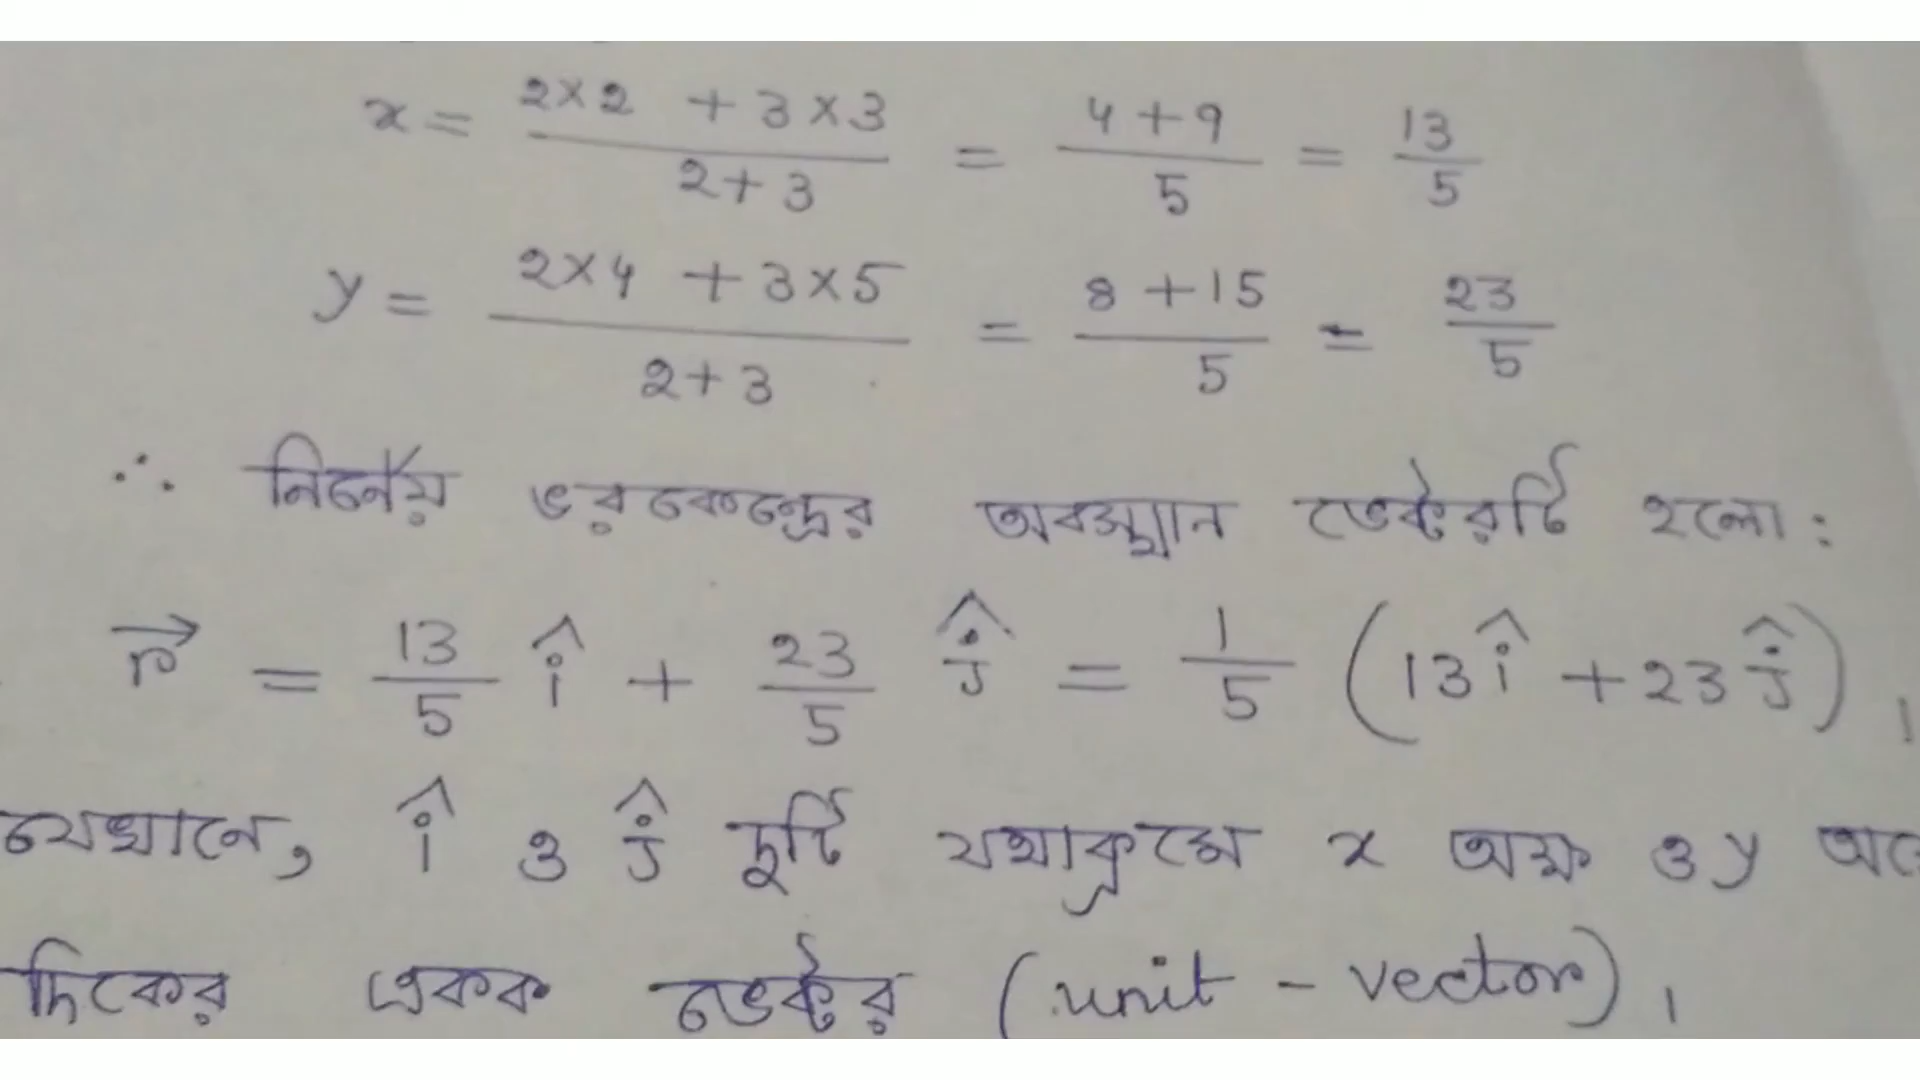 x = (2×2 + 3×3)/(2+3) = (4+9)/5 = 13/5
y = (2×4 + 3×5)/(2+3) = (8+15)/5 = 23/5
∴ নির্নেয় ভরকেন্দ্রের অবস্থান ভেক্টরটি হলো:
r⃗ = 13/5 î + 23/5 ĵ = 1/5 (13î + 23ĵ)।
যেখানে, î ও ĵ দুটি যথাক্রমে x অক্ষ ও y
দিকের একক ভেক্টর (unit - vector)।